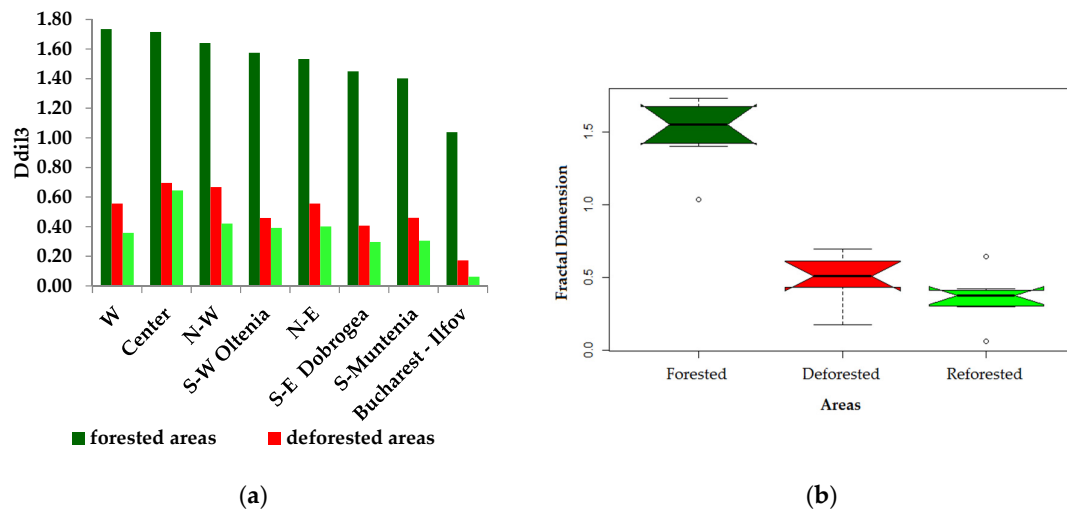 1.80
1.60
1.40
1.20
1.00
0.80
0.60
0.40
0.20
0.00
Ddil3
W
Center
N-W
S-W Oltenia
N-E
S-E Dobrogea
S-Muntenia
Bucharest - Ilfov
forested areas
deforested areas
(a)
Fractal Dimension
1.5
1.0
0.5
0.0
Forested
Deforested
Reforested
Areas
(b)